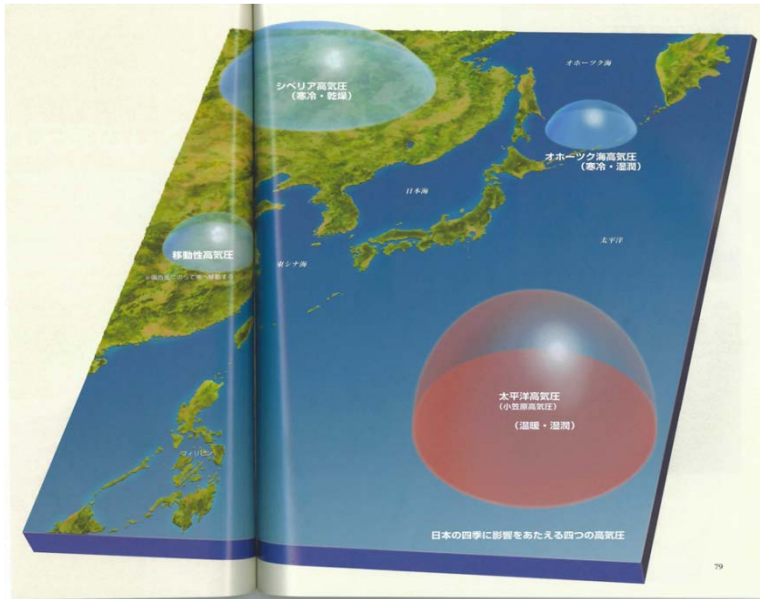 オホーツク海
シベリア高気圧
（寒冷・乾燥）
オホーツク海高気圧
（寒冷・湿潤）
日本海
太平洋
移動性高気圧
東シナ海
太平洋高気圧
（小笠原高気圧）
（温暖・湿潤）
フィリピン
日本の四季に影響をあたえる四つの高気圧
79